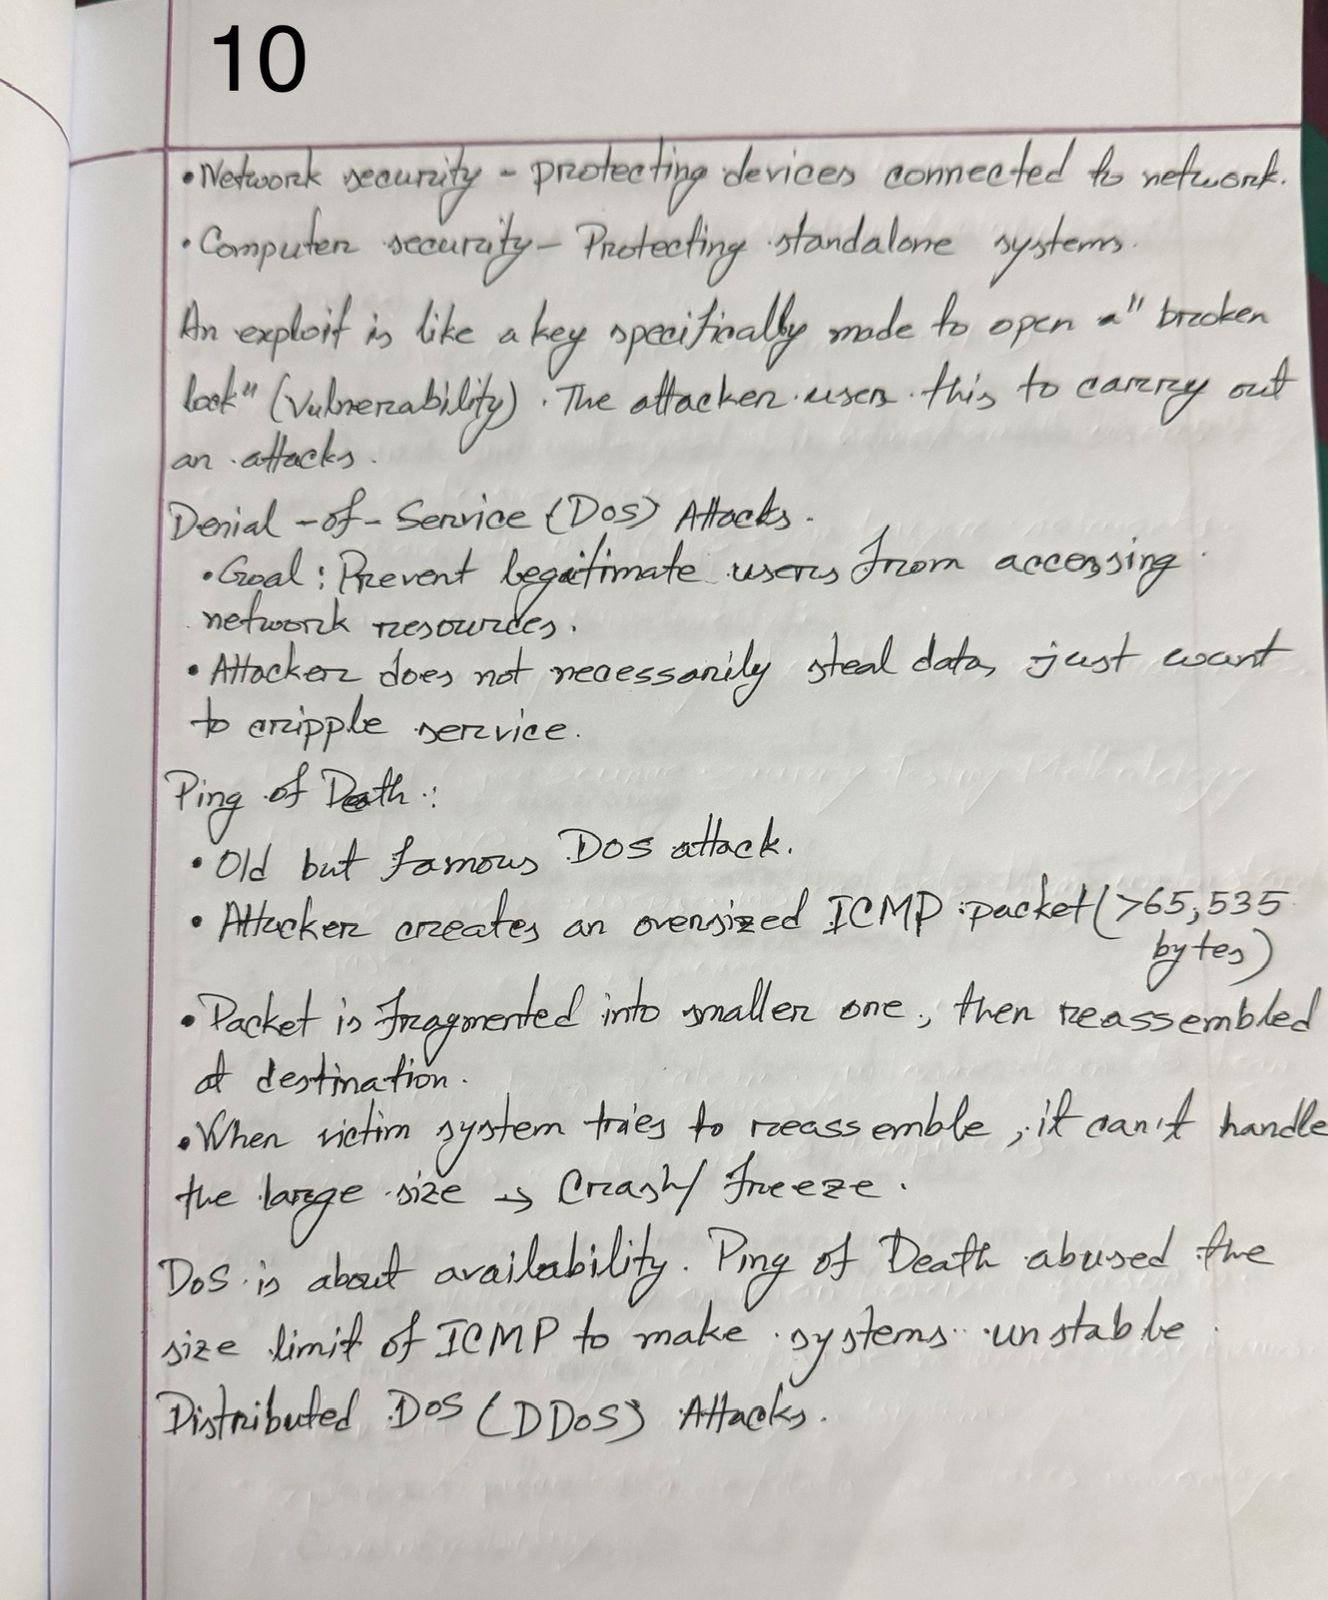 10
• Network security - protecting devices connected to network.
• Computer security - Protecting standalone systems.
An exploit is like a key specifically made to open a "broken
lock" (Vulnerability). The attacker uses this to carry out
an attacks.
Denial-of-Service (DoS) Attacks.
• Goal: Prevent legitimate users from accessing
network resources.
• Attacker does not necessarily steal data, just want
to cripple service.
Ping of Death:
• Old but famous DOS attack.
• Attacker creates an oversized ICMP packet (>65,535
bytes)
• Packet is fragmented into smaller one, then reassembled
at destination.
• When victim system tries to reassemble, it can't handle
the large size → Crash/freeze.
DoS is about availability. Ping of Death abused the
size limit of ICMP to make systems unstable.
Distributed DoS (DDoS) Attacks.